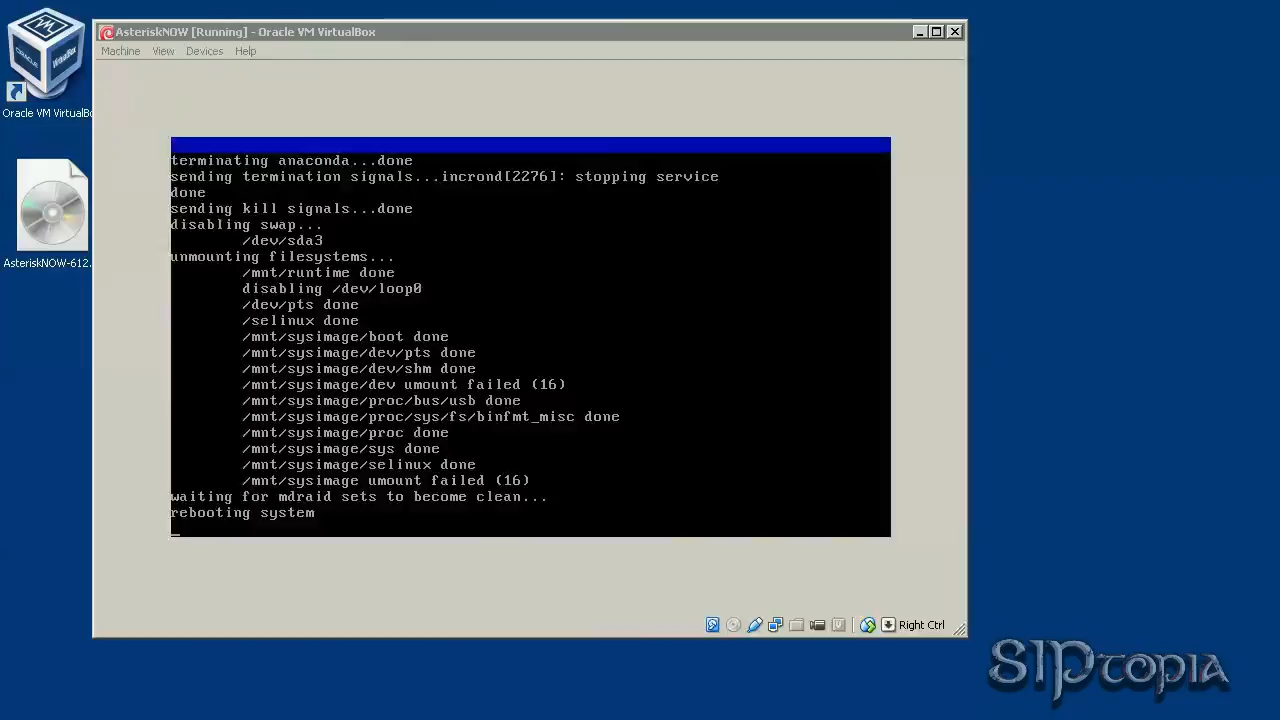 AsteriskNOW [Running] - Oracle VM VirtualBox
Machine View Devices Help
ORACLE
VirtualBox
Oracle VM VirtualBo
AsteriskNOW-612.
terminating anaconda...done
sending termination signals...incrond[2276]: stopping service
done
sending kill signals...done
disabling swap...
/dev/sda3
unmounting filesystems...
/mnt/runtime done
disabling /dev/loop0
/dev/pts done
/selinux done
/mnt/sysimage/boot done
/mnt/sysimage/dev/pts done
/mnt/sysimage/dev/shm done
/mnt/sysimage/dev umount failed (16)
/mnt/sysimage/proc/bus/usb done
/mnt/sysimage/proc/sys/fs/binfmt_misc done
/mnt/sysimage/proc done
/mnt/sysimage/sys done
/mnt/sysimage/selinux done
/mnt/sysimage umount failed (16)
waiting for mdraid sets to become clean...
rebooting system
_
Right Ctrl
SIPtopia